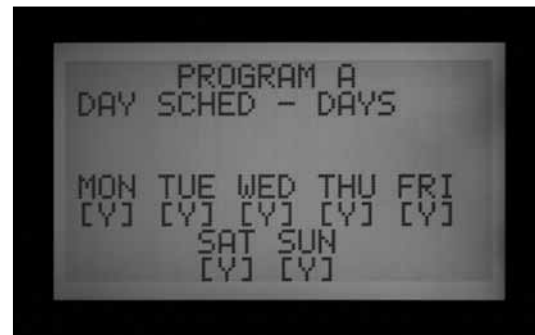 PROGRAM A
DAY SCHED - DAYS
MON TUE WED THU FRI
[Y] [Y] [Y] [Y] [Y]
SAT SUN
[Y] [Y]